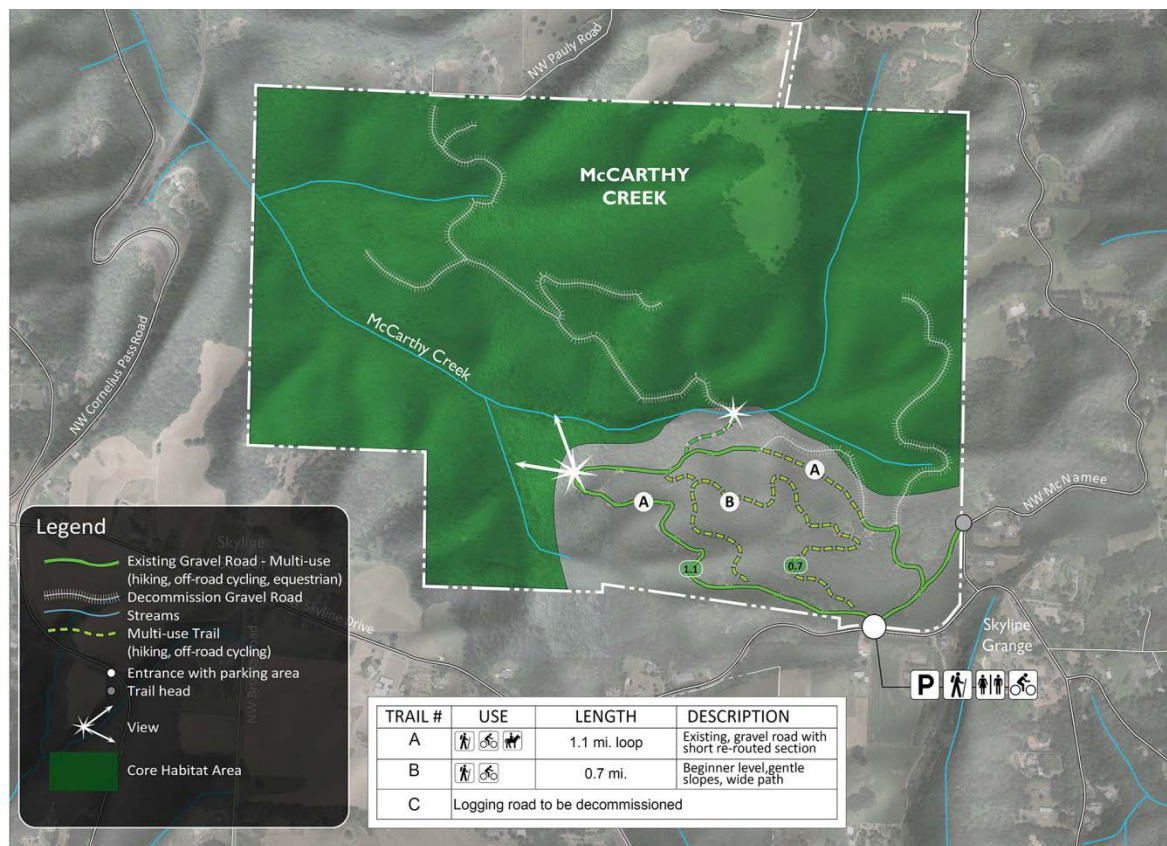 NW Pauly Road
McCARTHY
CREEK
McCarthy Creek
NW Cornelius Pass Road
A
A
B
1.1
0.7
NW McNamee
Skyline
Grange
P
Skyline
Skyline Drive
Legend
Existing Gravel Road - Multi-use
(hiking, off-road cycling, equestrian)
Decommission Gravel Road
Streams
Multi-use Trail
(hiking, off-road cycling)
Entrance with parking area
Trail head
View
Core Habitat Area
TRAIL # USE LENGTH DESCRIPTION
A 1.1 mi. loop Existing, gravel road with
short re-routed section
B 0.7 mi. Beginner level,gentle
slopes, wide path
C Logging road to be decommissioned